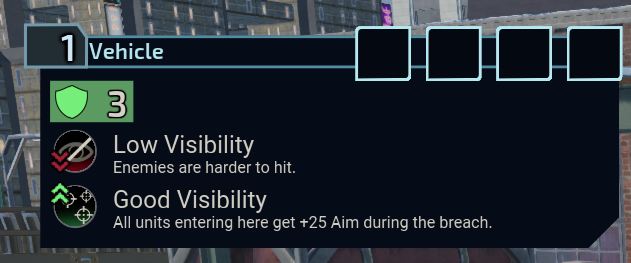 1 Vehicle
3
Low Visibility
Enemies are harder to hit.
Good Visibility
All units entering here get +25 Aim during the breach.